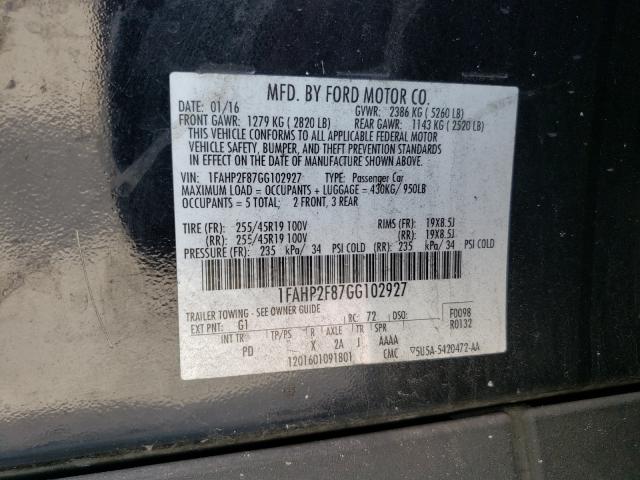 MFD. BY FORD MOTOR CO.
DATE: 01/16 GVWR: 2386 KG ( 5260 LB)
FRONT GAWR: 1279 KG ( 2820 LB) REAR GAWR: 1143 KG ( 2520 LB)
THIS VEHICLE CONFORMS TO ALL APPLICABLE FEDERAL MOTOR
VEHICLE SAFETY, BUMPER, AND THEFT PREVENTION STANDARDS
IN EFFECT ON THE DATE OF MANUFACTURE SHOWN ABOVE.
VIN: 1FAHP2F87GG102927 TYPE: Passenger Car
MAXIMUM LOAD = OCCUPANTS + LUGGAGE = 430KG/ 950LB
OCCUPANTS = 5 TOTAL: 2 FRONT, 3 REAR
TIRE (FR): 255/45R19 100V RIMS (FR): 19X8.5J
(RR): 255/45R19 100V (RR): 19X8.5J
PRESSURE (FR): 235 kPa/ 34 PSI COLD (RR): 235 kPa/ 34 PSI COLD
1FAHP2F87GG102927
TRAILER TOWING - SEE OWNER GUIDE
EXT PNT: G1 RC: 72 DSO: F0098
INT TR TP/PS R AXLE TR SPR R0132
PD X 2A J AAAA
1201601091801 CMC ▽5U5A-5420472-AA